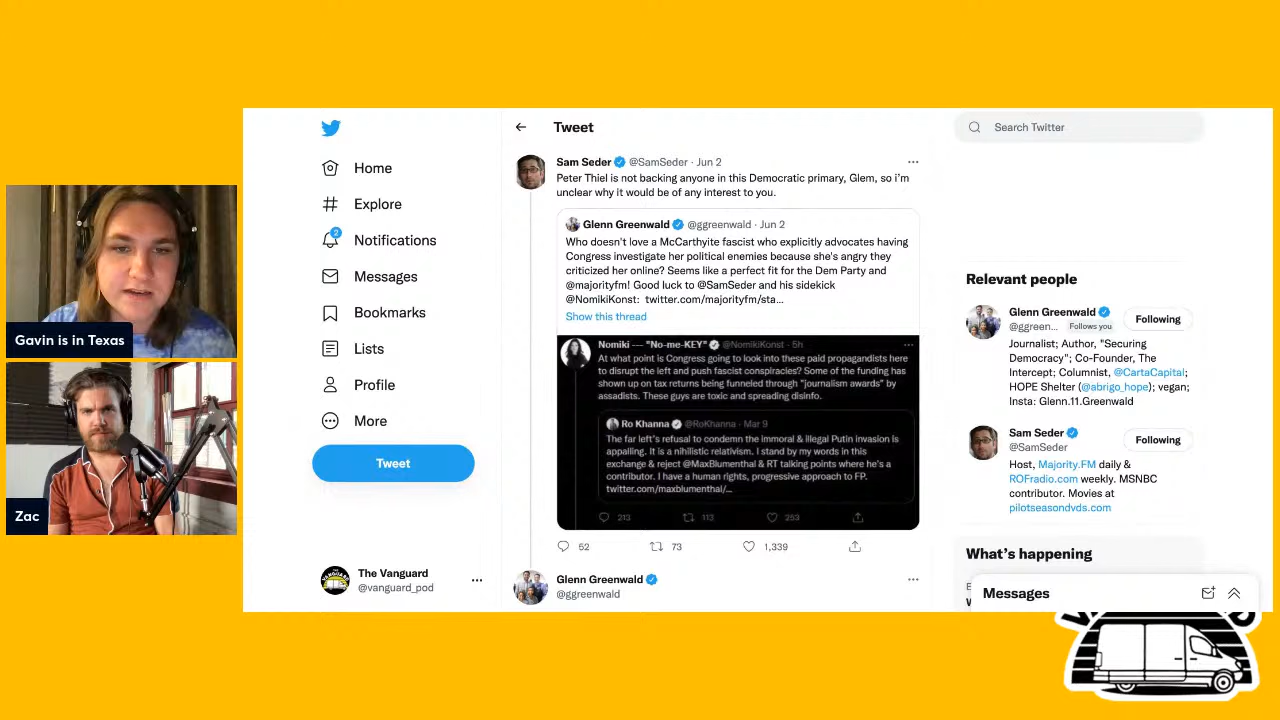 Gavin is in Texas
Zac
Home
Explore
2
Notifications
Messages
Bookmarks
Lists
Profile
More
Tweet
The Vanguard
@vanguard_pod
Tweet
Sam Seder @SamSeder · Jun 2
Peter Thiel is not backing anyone in this Democratic primary, Glem, so i'm
unclear why it would be of any interest to you.
Glenn Greenwald @ggreenwald · Jun 2
Who doesn't love a McCarthyite fascist who explicitly advocates having
Congress investigate her political enemies because she's angry they
criticized her online? Seems like a perfect fit for the Dem Party and
@majorityfm! Good luck to @SamSeder and his sidekick
@NomikiKonst: twitter.com/majorityfm/sta...
Show this thread
Nomiki — "No-me-KEY" @NomikiKonst · 5h
At what point is Congress going to look into these paid propagandists here
to disrupt the left and push fascist conspiracies? Some of the funding has
shown up on tax returns being funneled through "journalism awards" by
assadists. These guys are toxic and spreading disinfo.
Ro Khanna @RoKhanna · Mar 9
The far left's refusal to condemn the immoral & illegal Putin invasion is
appalling. It is a nihilistic relativism. I stand by my words in this
exchange & reject @MaxBlumenthal & RT talking points where he's a
contributor. I have a human rights, progressive approach to FP.
twitter.com/maxblumenthal/...
213 113 253
52 73 1,339
Glenn Greenwald
@ggreenwald
Search Twitter
Relevant people
Glenn Greenwald
@ggreen... Follows you
Following
Journalist; Author, "Securing
Democracy"; Co-Founder, The
Intercept; Columnist, @CartaCapital;
HOPE Shelter (@abrigo_hope); vegan;
Insta: Glenn.11.Greenwald
Sam Seder
@SamSeder
Following
Host, Majority.FM daily &
ROFradio.com weekly. MSNBC
contributor. Movies at
pilotseasondvds.com
What's happening
Messages